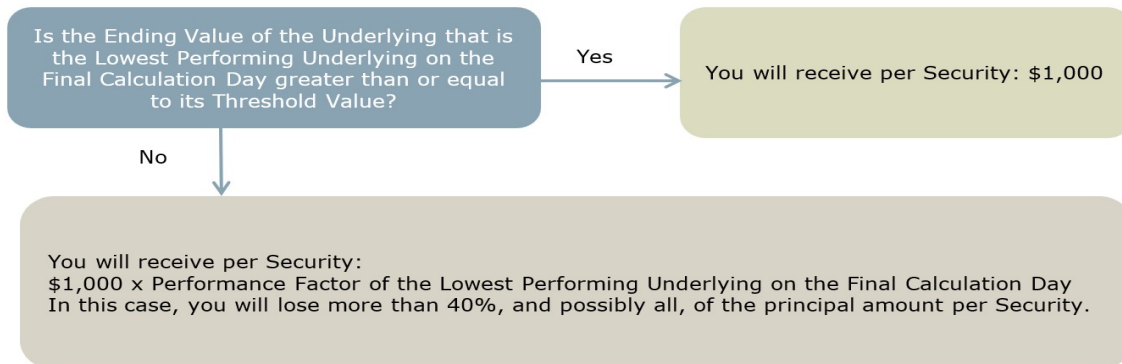 Is the Ending Value of the Underlying that is
the Lowest Performing Underlying on the
Final Calculation Day greater than or equal
to its Threshold Value?
Yes
You will receive per Security: $1,000
No
You will receive per Security:
$1,000 x Performance Factor of the Lowest Performing Underlying on the Final Calculation Day
In this case, you will lose more than 40%, and possibly all, of the principal amount per Security.